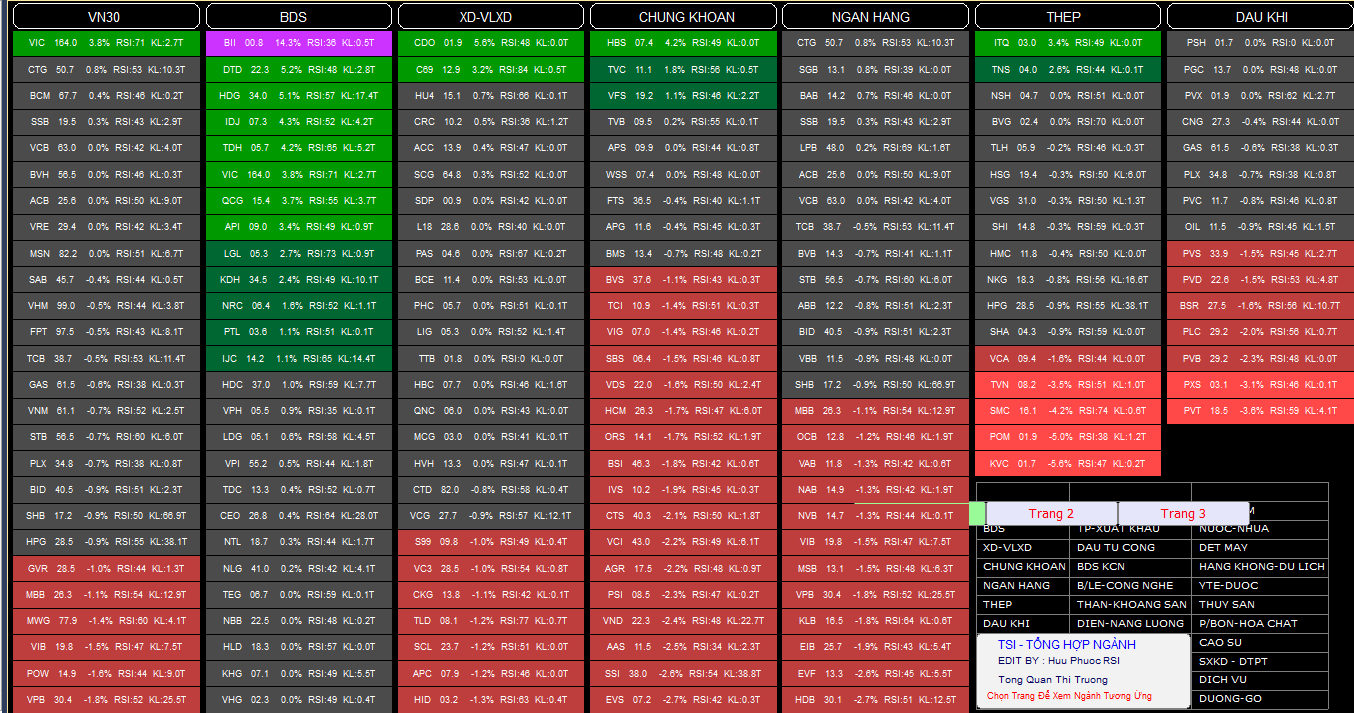 VN30
VIC 164.0 3.8% RSI:71 KL:2.7T
CTG 50.7 0.8% RSI:53 KL:10.3T
BCM 67.7 0.4% RSI:46 KL:0.2T
SSB 19.5 0.3% RSI:43 KL:2.9T
VCB 63.0 0.0% RSI:42 KL:4.0T
BVH 56.5 0.0% RSI:46 KL:0.3T
ACB 25.6 0.0% RSI:50 KL:9.0T
VRE 29.4 0.0% RSI:42 KL:3.4T
MSN 82.2 0.0% RSI:51 KL:6.7T
SAB 45.7 -0.4% RSI:44 KL:0.5T
VHM 99.0 -0.5% RSI:44 KL:3.8T
FPT 97.5 -0.5% RSI:43 KL:8.1T
TCB 38.7 -0.5% RSI:53 KL:11.4T
GAS 61.5 -0.6% RSI:38 KL:0.3T
VNM 61.1 -0.7% RSI:52 KL:2.5T
STB 56.5 -0.7% RSI:60 KL:6.0T
PLX 34.8 -0.7% RSI:38 KL:0.8T
BID 40.5 -0.9% RSI:51 KL:2.3T
SHB 17.2 -0.9% RSI:50 KL:66.9T
HPG 28.5 -0.9% RSI:55 KL:38.1T
GVR 28.5 -1.0% RSI:44 KL:1.3T
MBB 26.3 -1.1% RSI:54 KL:12.9T
MWG 77.9 -1.4% RSI:60 KL:4.1T
VIB 19.8 -1.5% RSI:47 KL:7.5T
POW 14.9 -1.6% RSI:44 KL:9.0T
VPB 30.4 -1.8% RSI:52 KL:25.5T
BDS
BII 00.8 14.3% RSI:36 KL:0.5T
DTD 22.3 5.2% RSI:48 KL:2.8T
HDG 34.0 5.1% RSI:57 KL:17.4T
IDJ 07.3 4.3% RSI:52 KL:4.2T
TDH 05.7 4.2% RSI:65 KL:5.2T
VIC 164.0 3.8% RSI:71 KL:2.7T
QCG 15.4 3.7% RSI:55 KL:3.7T
API 09.0 3.4% RSI:49 KL:0.9T
LGL 05.3 2.7% RSI:73 KL:0.9T
KDH 34.5 2.4% RSI:49 KL:10.1T
NRC 06.4 1.6% RSI:52 KL:1.1T
PTL 03.6 1.1% RSI:51 KL:0.1T
IJC 14.2 1.1% RSI:65 KL:14.4T
HDC 37.0 1.0% RSI:59 KL:7.7T
VPH 05.5 0.9% RSI:35 KL:0.1T
LDG 05.1 0.6% RSI:58 KL:4.5T
VPI 55.2 0.5% RSI:44 KL:1.8T
TDC 13.3 0.4% RSI:52 KL:0.7T
CEO 26.8 0.4% RSI:64 KL:28.0T
NTL 18.7 0.3% RSI:44 KL:1.7T
NLG 41.0 0.2% RSI:42 KL:4.1T
TEG 06.7 0.0% RSI:59 KL:0.1T
NBB 22.5 0.0% RSI:48 KL:0.2T
HLD 18.3 0.0% RSI:57 KL:0.0T
KHG 07.1 0.0% RSI:49 KL:5.5T
VHG 02.3 0.0% RSI:49 KL:0.4T
XD-VLXD
CDO 01.9 5.6% RSI:48 KL:0.0T
C69 12.9 3.2% RSI:84 KL:0.5T
HU4 15.1 0.7% RSI:66 KL:0.1T
CRC 10.2 0.5% RSI:36 KL:1.2T
ACC 13.9 0.4% RSI:47 KL:0.0T
SCG 64.8 0.3% RSI:52 KL:0.0T
SDP 00.9 0.0% RSI:42 KL:0.0T
L18 28.6 0.0% RSI:40 KL:0.0T
PAS 04.6 0.0% RSI:67 KL:0.2T
BCE 11.4 0.0% RSI:53 KL:0.0T
PHC 05.7 0.0% RSI:51 KL:0.1T
LIG 05.3 0.0% RSI:52 KL:1.4T
TTB 01.8 0.0% RSI:0 KL:0.0T
HBC 07.7 0.0% RSI:46 KL:1.6T
QNC 06.0 0.0% RSI:43 KL:0.0T
MCG 03.0 0.0% RSI:41 KL:0.1T
HVH 13.3 0.0% RSI:47 KL:0.1T
CTD 82.0 -0.8% RSI:58 KL:0.4T
VCG 27.7 -0.9% RSI:57 KL:12.1T
S99 09.8 -1.0% RSI:49 KL:0.4T
VC3 28.5 -1.0% RSI:54 KL:0.8T
CKG 13.8 -1.1% RSI:42 KL:0.1T
TLD 08.1 -1.2% RSI:77 KL:0.7T
SCL 23.7 -1.2% RSI:51 KL:0.0T
APC 07.9 -1.2% RSI:46 KL:0.0T
HID 03.2 -1.3% RSI:63 KL:0.4T
CHUNG KHOAN
HBS 07.4 4.2% RSI:49 KL:0.0T
TVC 11.1 1.8% RSI:56 KL:0.5T
VFS 19.2 1.1% RSI:46 KL:2.2T
TVB 09.5 0.2% RSI:55 KL:0.1T
APS 09.9 0.0% RSI:44 KL:0.8T
WSS 07.4 0.0% RSI:48 KL:0.0T
FTS 36.5 -0.4% RSI:40 KL:1.1T
APG 11.6 -0.4% RSI:45 KL:0.3T
BMS 13.4 -0.7% RSI:48 KL:0.2T
BVS 37.6 -1.1% RSI:43 KL:0.3T
TCI 10.9 -1.4% RSI:51 KL:0.3T
VIG 07.0 -1.4% RSI:46 KL:0.2T
SBS 06.4 -1.5% RSI:46 KL:0.8T
VDS 22.0 -1.6% RSI:50 KL:2.4T
HCM 26.3 -1.7% RSI:47 KL:6.0T
ORS 14.1 -1.7% RSI:52 KL:1.9T
BSI 46.3 -1.8% RSI:42 KL:0.6T
IVS 10.2 -1.9% RSI:45 KL:0.3T
CTS 40.3 -2.1% RSI:50 KL:1.8T
VCI 43.0 -2.2% RSI:49 KL:6.1T
AGR 17.5 -2.2% RSI:48 KL:0.9T
PSI 08.5 -2.3% RSI:47 KL:0.2T
VND 22.3 -2.4% RSI:48 KL:22.7T
AAS 11.5 -2.5% RSI:34 KL:2.3T
SSI 38.0 -2.6% RSI:54 KL:38.8T
EVS 07.2 -2.7% RSI:42 KL:0.3T
NGAN HANG
CTG 50.7 0.8% RSI:53 KL:10.3T
SGB 13.1 0.8% RSI:39 KL:0.0T
BAB 14.2 0.7% RSI:46 KL:0.0T
SSB 19.5 0.3% RSI:43 KL:2.9T
LPB 48.0 0.2% RSI:69 KL:1.6T
ACB 25.6 0.0% RSI:50 KL:9.0T
VCB 63.0 0.0% RSI:42 KL:4.0T
TCB 38.7 -0.5% RSI:53 KL:11.4T
BVB 14.3 -0.7% RSI:41 KL:1.1T
STB 56.5 -0.7% RSI:60 KL:6.0T
ABB 12.2 -0.8% RSI:51 KL:2.3T
BID 40.5 -0.9% RSI:51 KL:2.3T
VBB 11.5 -0.9% RSI:48 KL:0.0T
SHB 17.2 -0.9% RSI:50 KL:66.9T
MBB 26.3 -1.1% RSI:54 KL:12.9T
OCB 12.8 -1.2% RSI:46 KL:1.9T
VAB 11.8 -1.3% RSI:42 KL:0.6T
NAB 14.9 -1.3% RSI:42 KL:1.9T
NVB 14.7 -1.3% RSI:44 KL:0.1T
VIB 19.8 -1.5% RSI:47 KL:7.5T
MSB 13.1 -1.5% RSI:48 KL:6.3T
VPB 30.4 -1.8% RSI:52 KL:25.5T
KLB 16.5 -1.8% RSI:64 KL:0.6T
EIB 25.7 -1.9% RSI:43 KL:5.4T
EVF 13.3 -2.6% RSI:45 KL:5.5T
HDB 30.1 -2.7% RSI:51 KL:12.5T
THEP
ITQ 03.0 3.4% RSI:49 KL:0.0T
TNS 04.0 2.6% RSI:44 KL:0.1T
NSH 04.7 0.0% RSI:51 KL:0.0T
BVG 02.4 0.0% RSI:70 KL:0.0T
TLH 05.9 -0.2% RSI:46 KL:0.3T
HSG 19.4 -0.3% RSI:50 KL:6.0T
VGS 31.0 -0.3% RSI:50 KL:1.3T
SHI 14.8 -0.3% RSI:59 KL:0.3T
HMC 11.8 -0.4% RSI:50 KL:0.0T
NKG 18.3 -0.8% RSI:56 KL:16.6T
HPG 28.5 -0.9% RSI:55 KL:38.1T
SHA 04.3 -0.9% RSI:59 KL:0.0T
VCA 09.4 -1.6% RSI:44 KL:0.0T
TVN 08.2 -3.5% RSI:51 KL:1.0T
SMC 16.1 -4.2% RSI:74 KL:0.6T
POM 01.9 -5.0% RSI:38 KL:1.2T
KVC 01.7 -5.6% RSI:47 KL:0.2T
DAU KHI
PSH 01.7 0.0% RSI:0 KL:0.0T
PGC 13.7 0.0% RSI:48 KL:0.0T
PVX 01.9 0.0% RSI:62 KL:2.7T
CNG 27.3 -0.4% RSI:44 KL:0.0T
GAS 61.5 -0.6% RSI:38 KL:0.3T
PLX 34.8 -0.7% RSI:38 KL:0.8T
PVC 11.7 -0.8% RSI:46 KL:0.8T
OIL 11.5 -0.9% RSI:45 KL:1.5T
PVS 33.9 -1.5% RSI:45 KL:2.7T
PVD 22.6 -1.5% RSI:53 KL:4.8T
BSR 27.5 -1.6% RSI:56 KL:10.7T
PLC 29.2 -2.0% RSI:56 KL:0.7T
PVB 29.2 -2.3% RSI:48 KL:0.0T
PXS 03.1 -3.1% RSI:46 KL:0.1T
PVT 18.5 -3.6% RSI:59 KL:4.1T
Trang 2 Trang 3
BDS TP-XUAT KHAU NUOC-NHUA
XD-VLXD DAU TU CONG DET MAY
CHUNG KHOAN BDS KCN HANG KHONG-DU LICH
NGAN HANG B/LE-CONG NGHE YTE-DUOC
THEP THAN-KHOANG SAN THUY SAN
DAU KHI DIEN-NANG LUONG P/BON-HOA CHAT
CAO SU
SXKD - DTPT
DICH VU
DUONG-GO
TSI - TỔNG HỢP NGÀNH
EDIT BY : Huu Phuoc RSI
Tong Quan Thi Truong
Chọn Trang Để Xem Ngành Tương Ứng